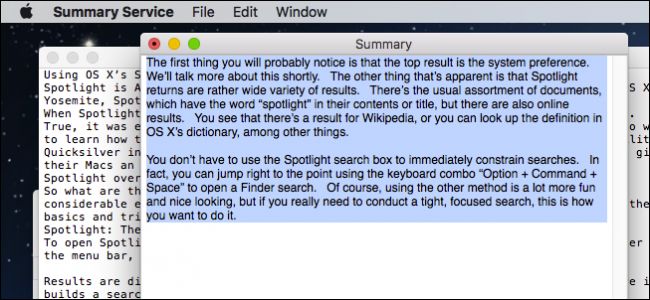 Summary Service File Edit Window
Summary
The first thing you will probably notice is that the top result is the system preference.
We'll talk more about this shortly. The other thing that's apparent is that Spotlight
returns are rather wide variety of results. There's the usual assortment of documents,
which have the word "spotlight" in their contents or title, but there are also online
results. You see that there's a result for Wikipedia, or you can look up the definition in
OS X's dictionary, among other things.
You don't have to use the Spotlight search box to immediately constrain searches. In
fact, you can jump right to the point using the keyboard combo "Option + Command +
Space" to open a Finder search. Of course, using the other method is a lot more fun
and nice looking, but if you really need to conduct a tight, focused search, this is how
you want to do it.
Using OS X's S
Spotlight is A
Yosemite, Spot
When Spotlight
True, it was e
to learn how t
Quicksilver in
their Macs an
Spotlight over
So what are th
considerable e
basics and tri
Spotlight: The
To open Spotli
the menu bar,
Results are di
builds a searc